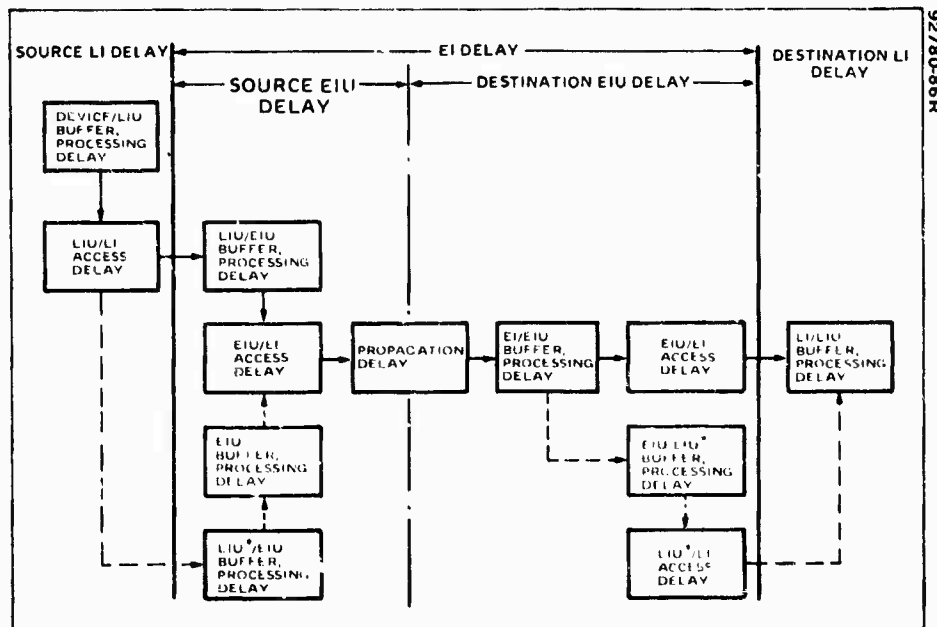 SOURCE LI DELAY
EI DELAY
DESTINATION LI
DELAY
SOURCE EIU
DELAY
DESTINATION EIU DELAY
DEVICE/LIU
BUFFER,
PROCESSING
DELAY
LIU/LI
ACCESS
DELAY
LIU/EIU
BUFFER,
PROCESSING
DELAY
EIU/LI
ACCESS
DELAY
PROPAGATION
DELAY
EI/EIU
BUFFER,
PROCESSING
DELAY
EIU/LI
ACCESS
DELAY
LI/LIU
BUFFER,
PROCESSING
DELAY
EIU
BUFFER,
PROCESSING
DELAY
EIU LIU*
BUFFER,
PROCESSING
DELAY
LIU*/EIU
BUFFER,
PROCESSING
DELAY
LIU*/LI
ACCESS
DELAY
92780-66R